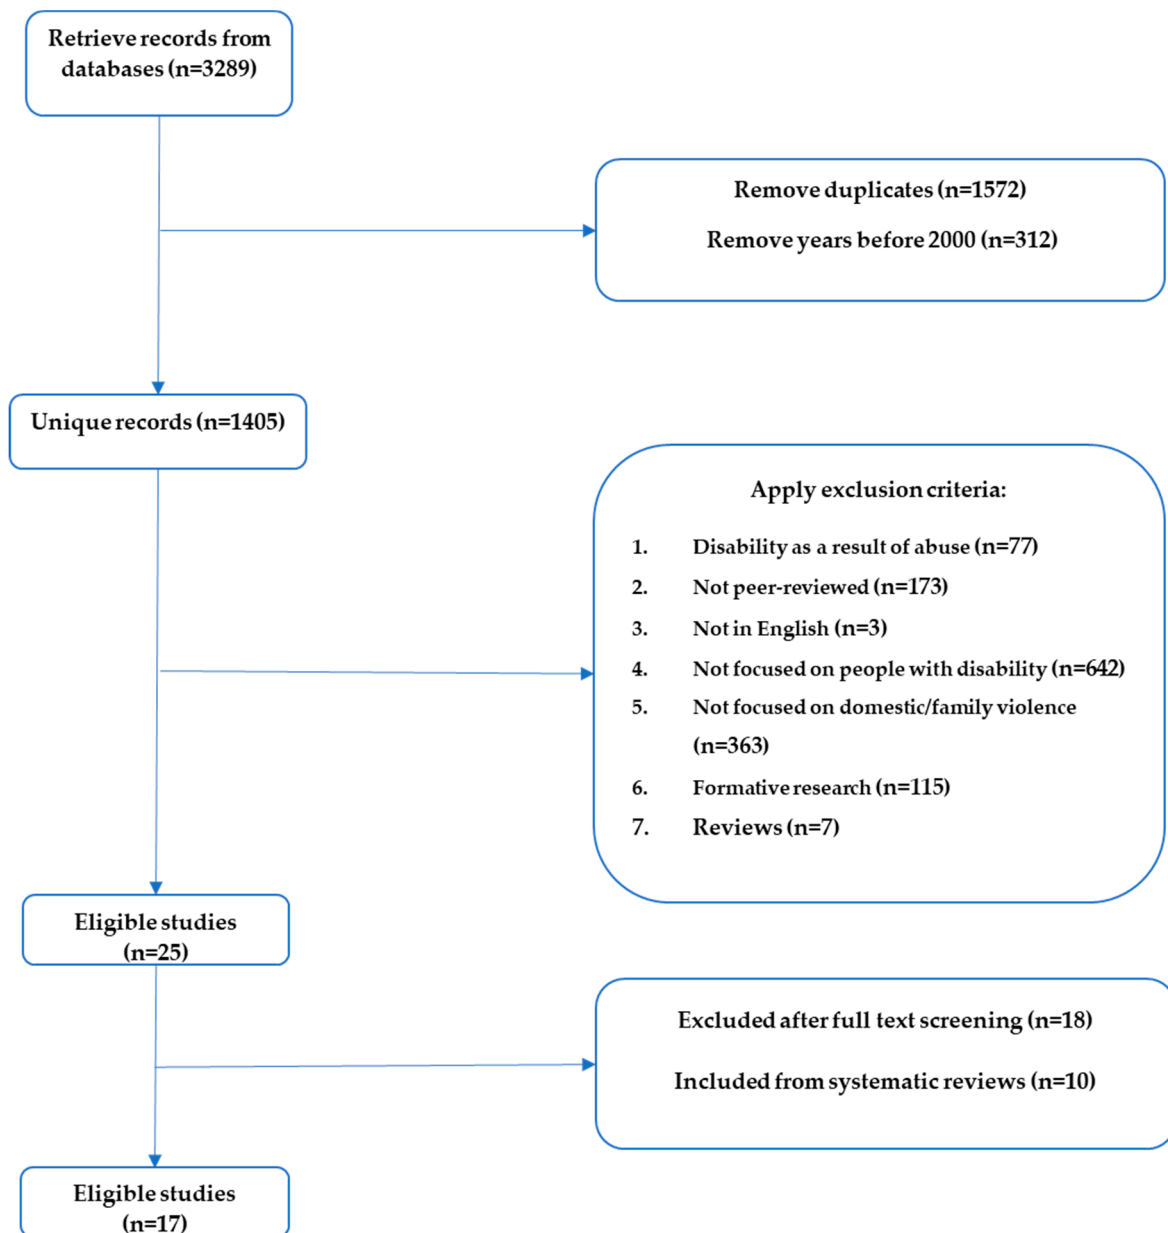 Retrieve records from
databases (n=3289)
Remove duplicates (n=1572)
Remove years before 2000 (n=312)
Unique records (n=1405)
Apply exclusion criteria:
1. Disability as a result of abuse (n=77)
2. Not peer-reviewed (n=173)
3. Not in English (n=3)
4. Not focused on people with disability (n=642)
5. Not focused on domestic/family violence
(n=363)
6. Formative research (n=115)
7. Reviews (n=7)
Eligible studies
(n=25)
Excluded after full text screening (n=18)
Included from systematic reviews (n=10)
Eligible studies
(n=17)